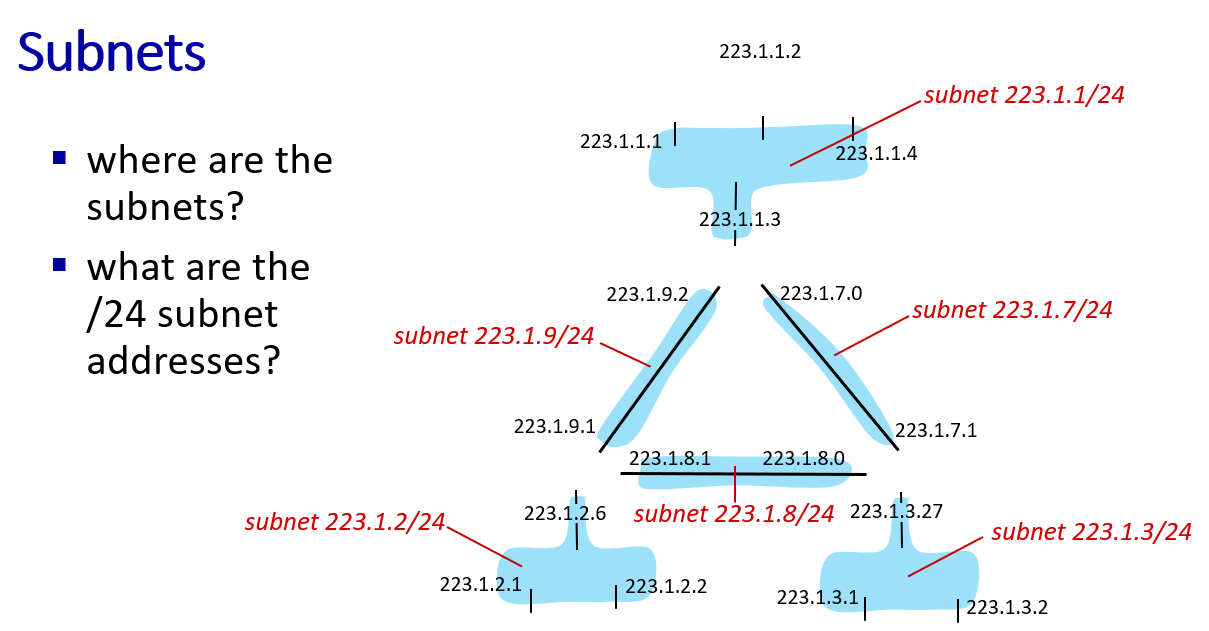 Subnets
▪ where are the
subnets?
▪ what are the
/24 subnet
addresses?
223.1.1.2
subnet 223.1.1/24
223.1.1.1
223.1.1.4
223.1.1.3
223.1.9.2
223.1.7.0
subnet 223.1.9/24
subnet 223.1.7/24
223.1.9.1
223.1.7.1
223.1.8.1
223.1.8.0
subnet 223.1.2/24
223.1.2.6
subnet 223.1.8/24
223.1.3.27
subnet 223.1.3/24
223.1.2.1
223.1.2.2
223.1.3.1
223.1.3.2